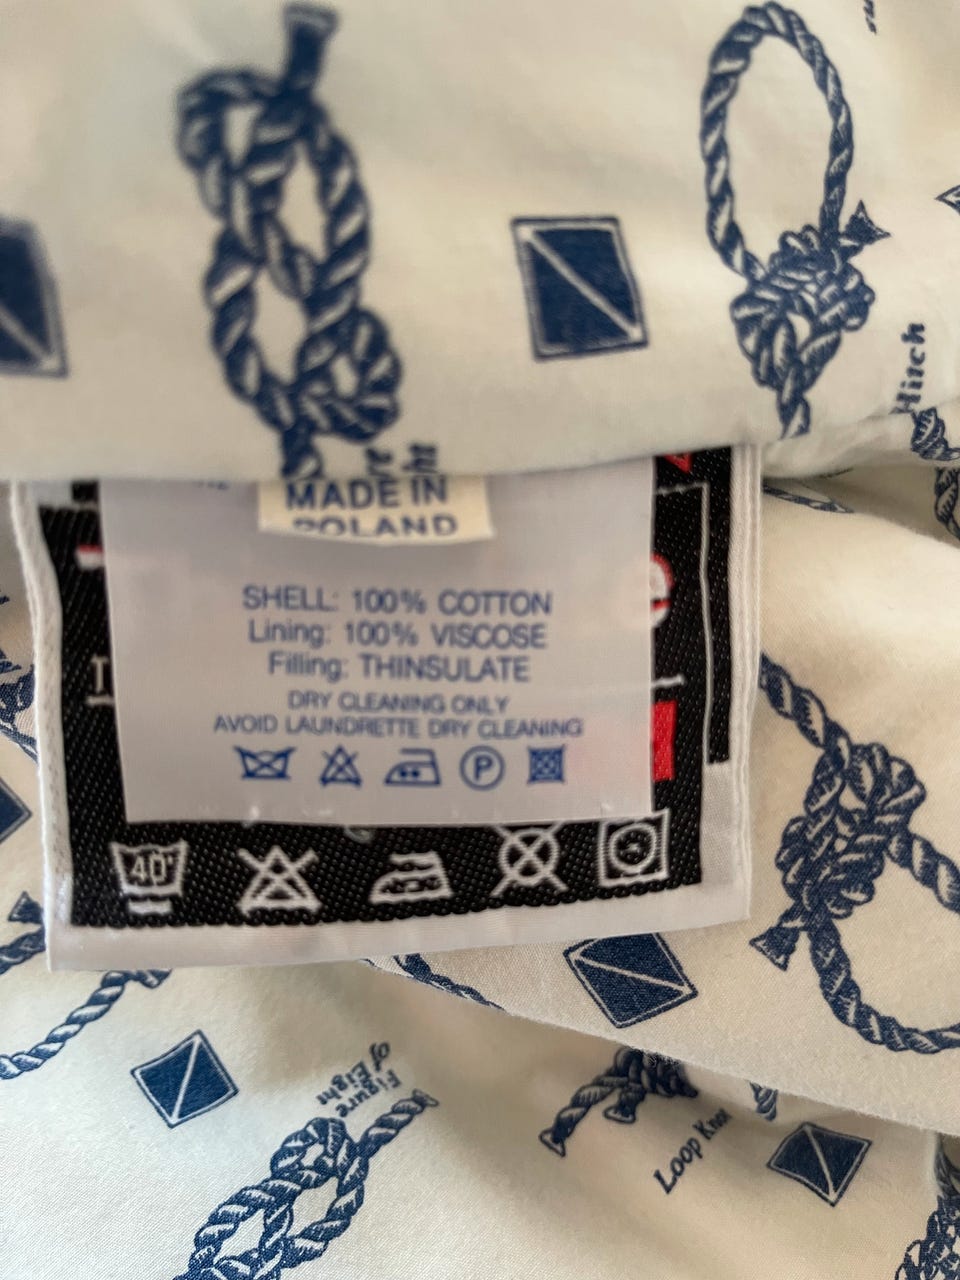 Hitch
MADE IN
POLAND
SHELL: 100% COTTON
Lining: 100% VISCOSE
Filling: THINSULATE
DRY CLEANING ONLY
AVOID LAUNDRETTE DRY CLEANING
P
40°
Figure
of Eight
Loop Knot